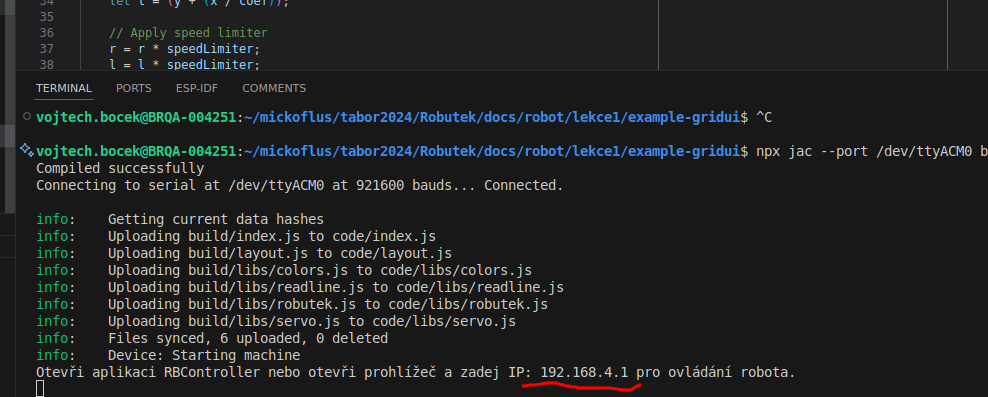 34 let l = (y + (x / coef));
35
36 // Apply speed limiter
37 r = r * speedLimiter;
38 l = l * speedLimiter;
TERMINAL PORTS ESP-IDF COMMENTS
vojtech.bocek@BRQA-004251:~/mickoflus/tabor2024/Robutek/docs/robot/lekce1/example-gridui$ ^C
vojtech.bocek@BRQA-004251:~/mickoflus/tabor2024/Robutek/docs/robot/lekce1/example-gridui$ npx jac --port /dev/ttyACM0 b
Compiled successfully
Connecting to serial at /dev/ttyACM0 at 921600 bauds... Connected.
info: Getting current data hashes
info: Uploading build/index.js to code/index.js
info: Uploading build/layout.js to code/layout.js
info: Uploading build/libs/colors.js to code/libs/colors.js
info: Uploading build/libs/readline.js to code/libs/readline.js
info: Uploading build/libs/robutek.js to code/libs/robutek.js
info: Uploading build/libs/servo.js to code/libs/servo.js
info: Files synced, 6 uploaded, 0 deleted
info: Device: Starting machine
Otevři aplikaci RBController nebo otevři prohlížeč a zadej IP: 192.168.4.1 pro ovládání robota.